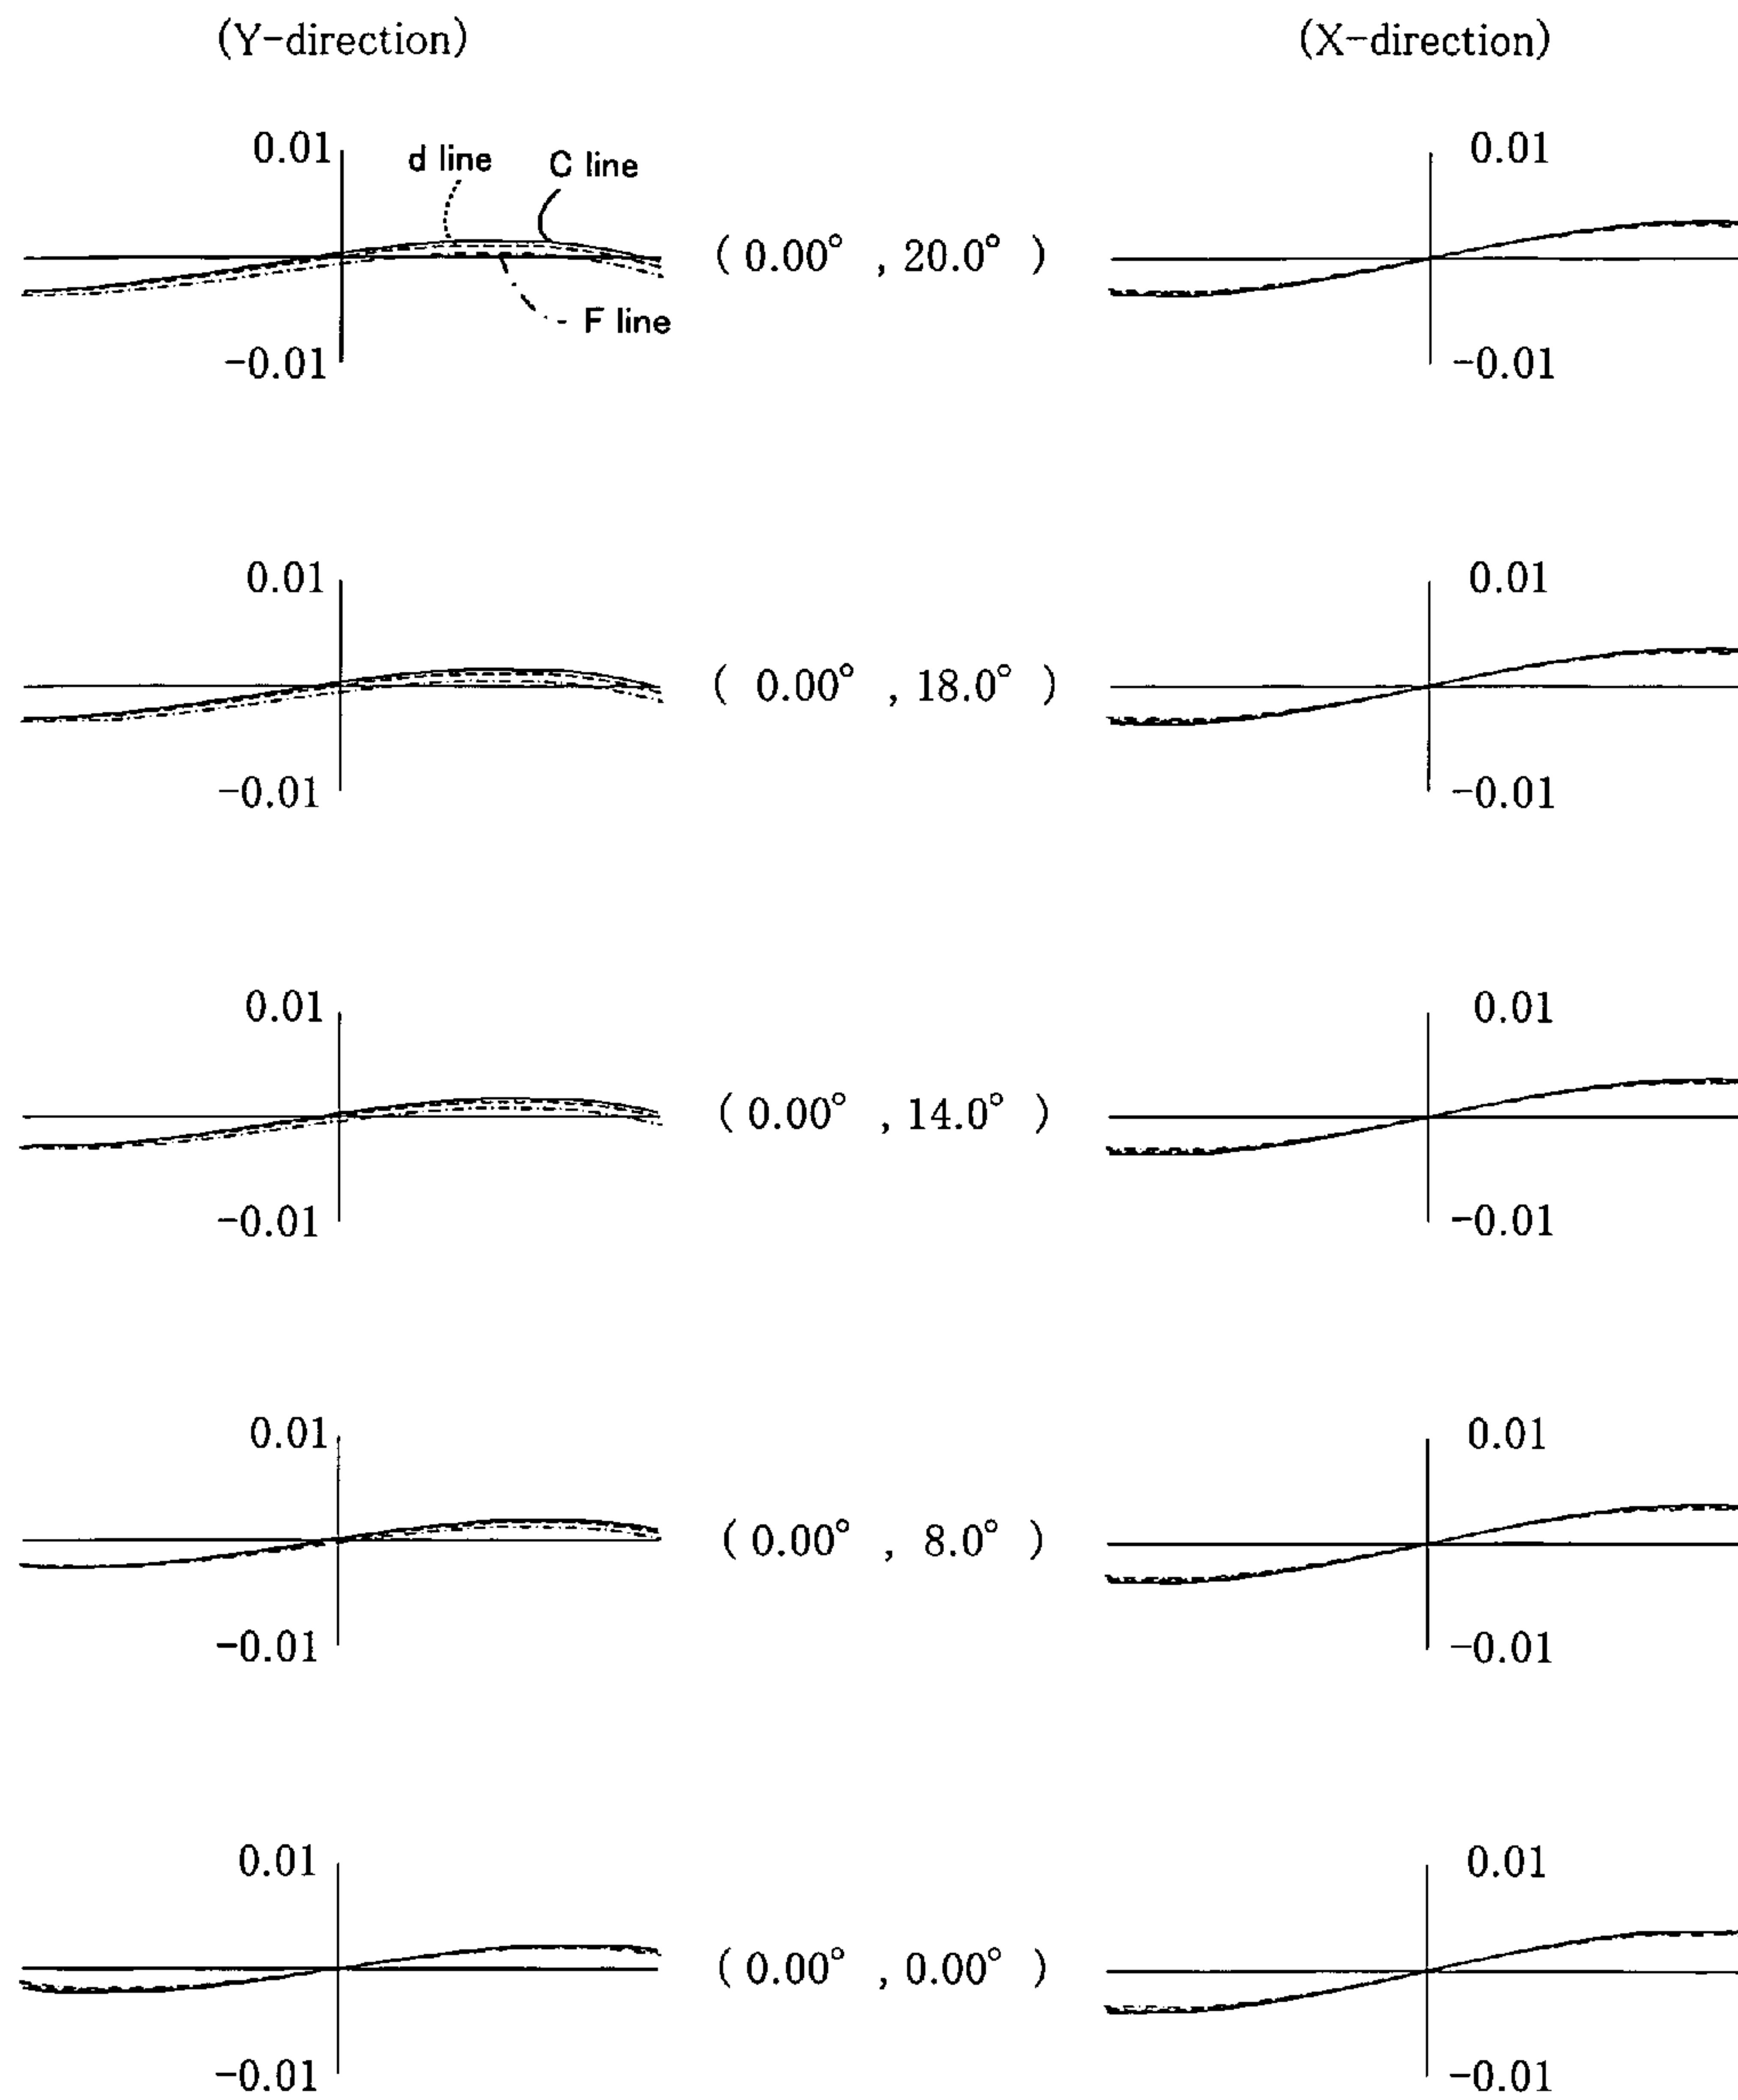 (Y-direction) (X-direction)
0.01 d line C line 0.01
(0.00° , 20.0°)
F line
-0.01 -0.01
0.01 0.01
( 0.00° , 18.0° )
-0.01 -0.01
0.01 0.01
(0.00° , 14.0°)
-0.01 -0.01
0.01 0.01
(0.00° , 8.0° )
-0.01 -0.01
0.01 0.01
(0.00° , 0.00° )
-0.01 -0.01